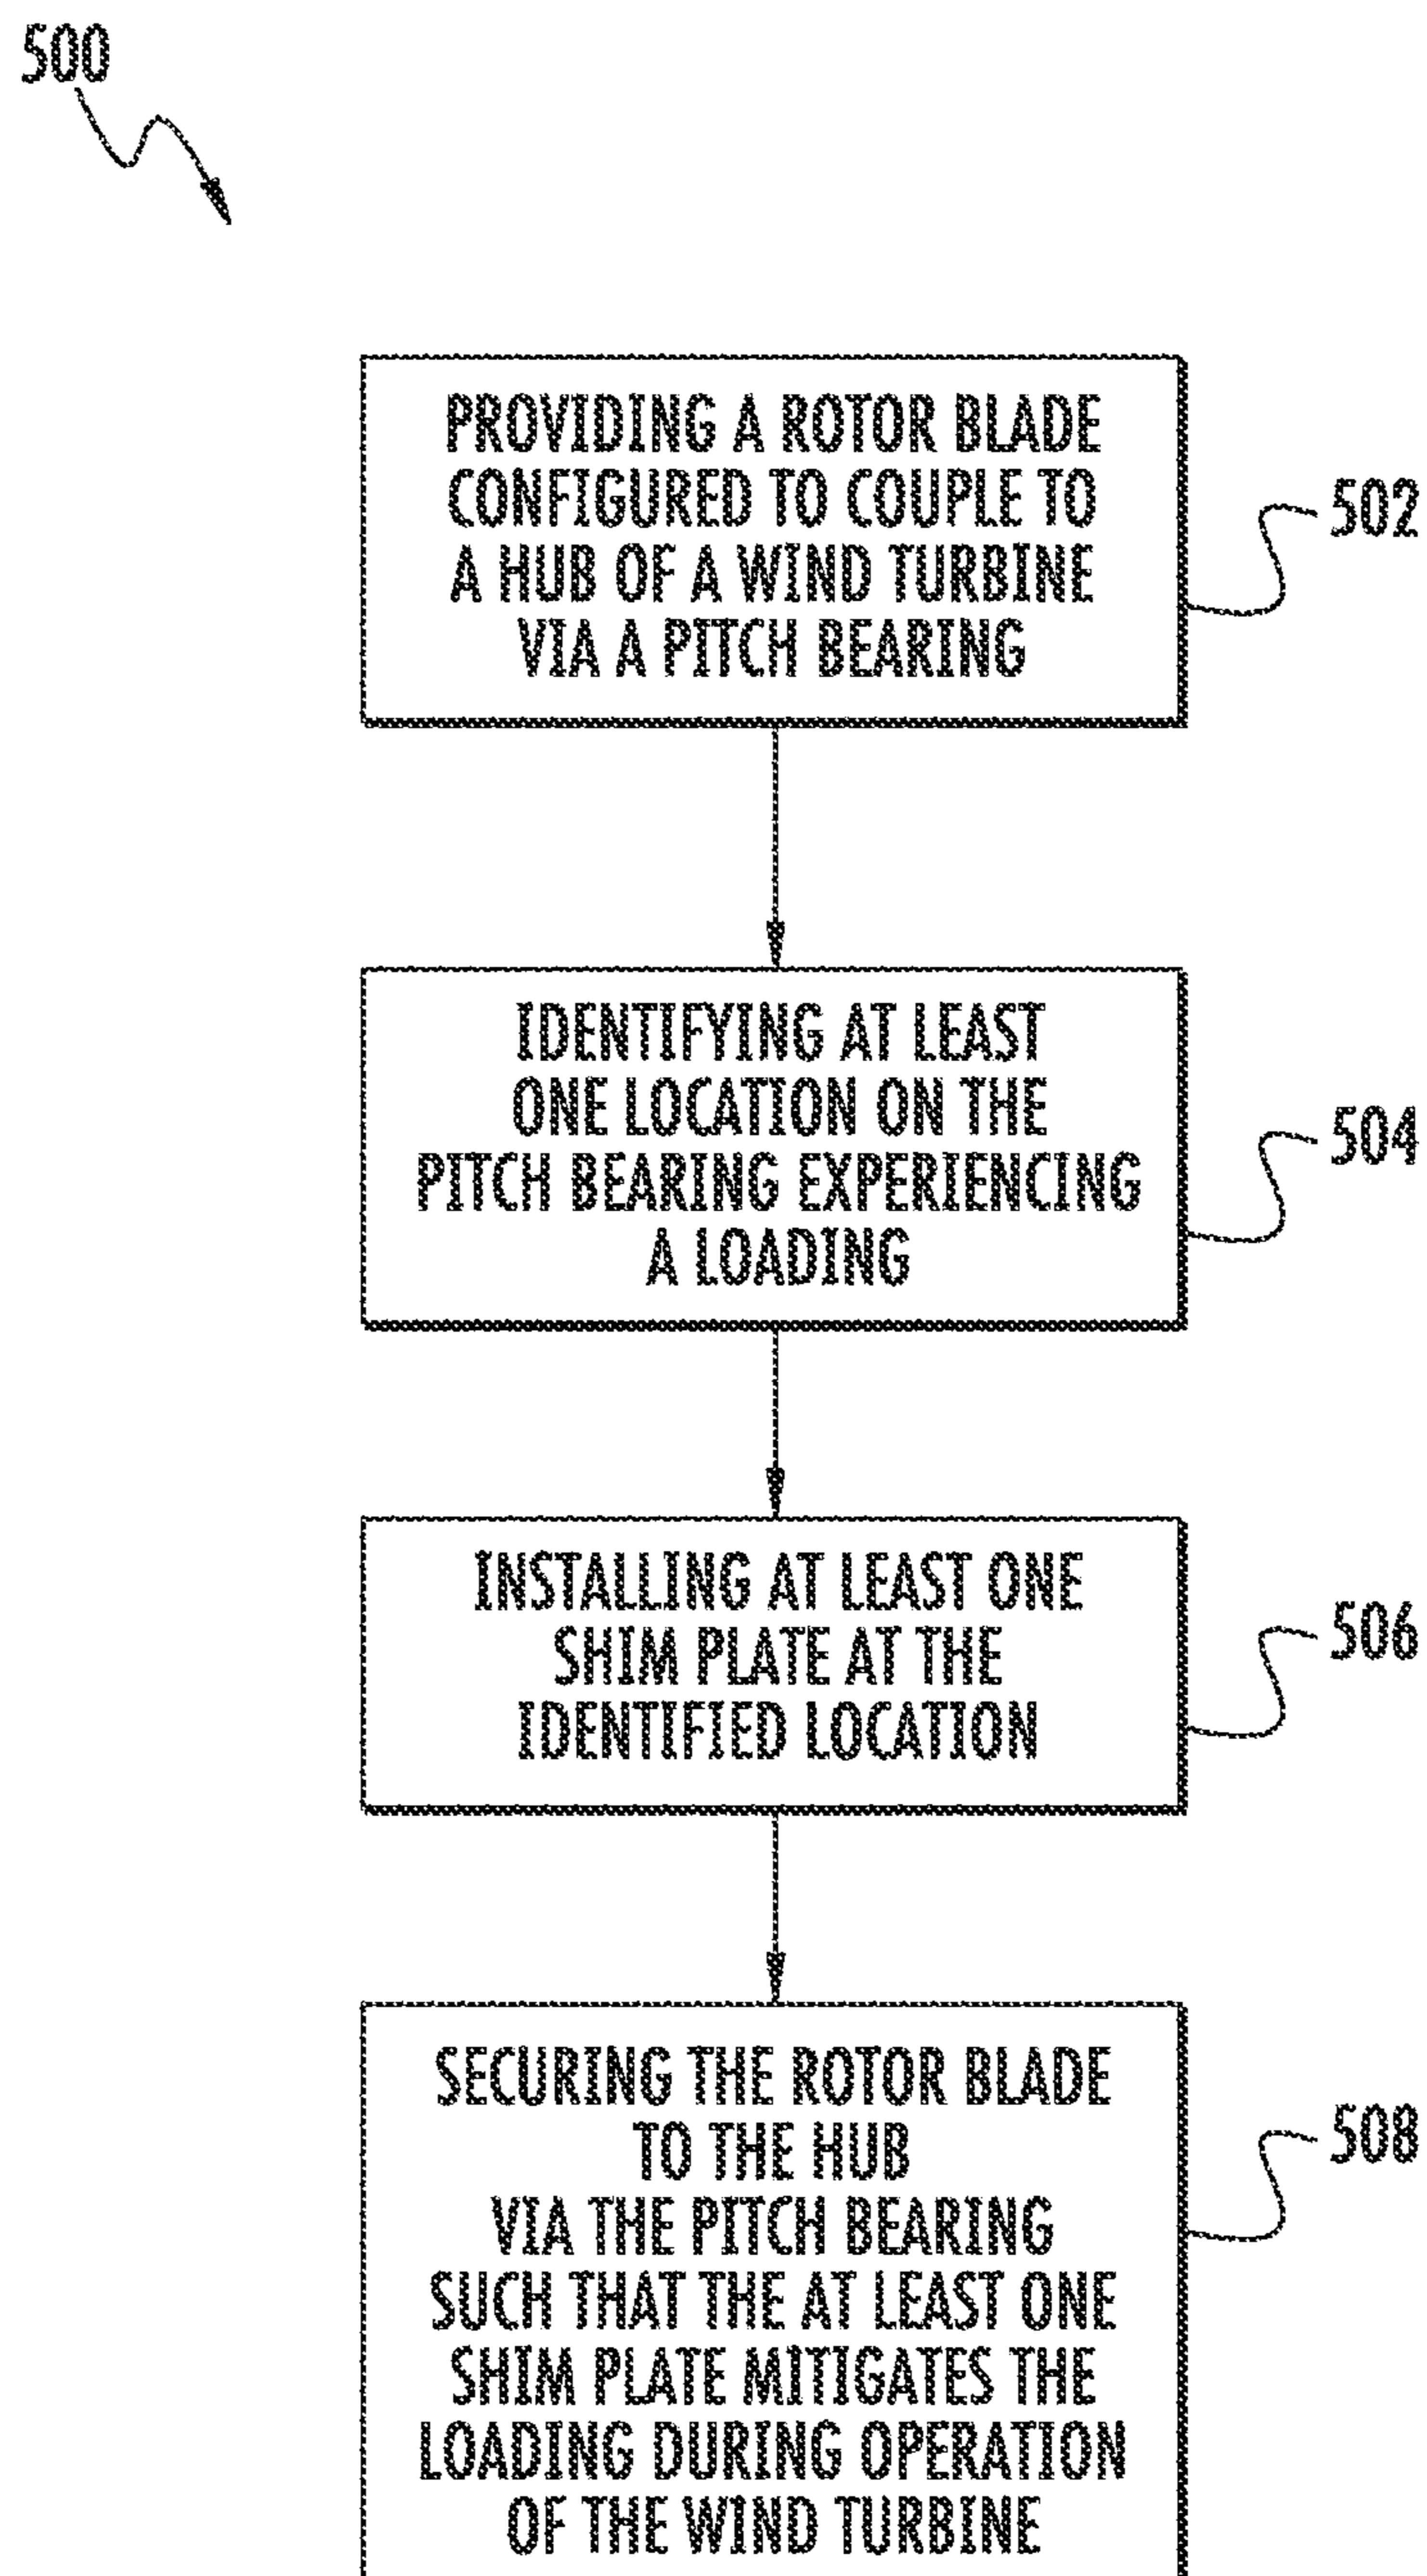 500
PROVIDING A ROTOR BLADE
CONFIGURED TO COUPLE TO
A HUB OF A WIND TURBINE
VIA A PITCH BEARING
502
IDENTIFYING AT LEAST
ONE LOCATION ON THE
PITCH BEARING EXPERIENCING
A LOADING
504
INSTALLING AT LEAST ONE
SHIM PLATE AT THE
IDENTIFIED LOCATION
506
SECURING THE ROTOR BLADE
TO THE HUB
VIA THE PITCH BEARING
SUCH THAT THE AT LEAST ONE
SHIM PLATE MITIGATES THE
LOADING DURING OPERATION
OF THE WIND TURBINE
508